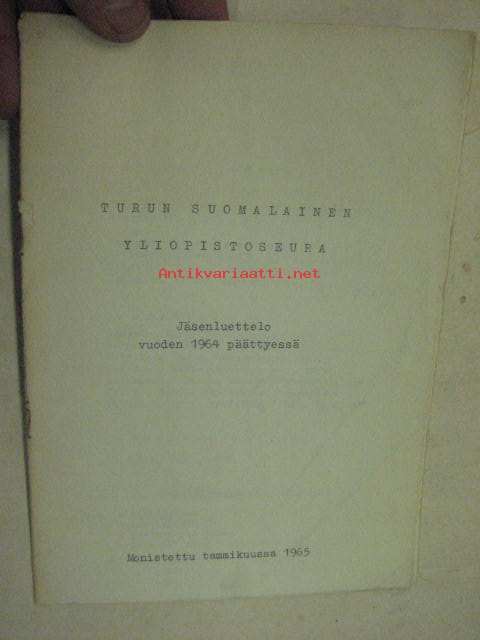 TURUN SUOMALAINEN
YLIOPISTOSEURA
Antikvariaatti.net
Jäsenluettelo
vuoden 1964 päättyessä
Monistettu tammikuussa 1965